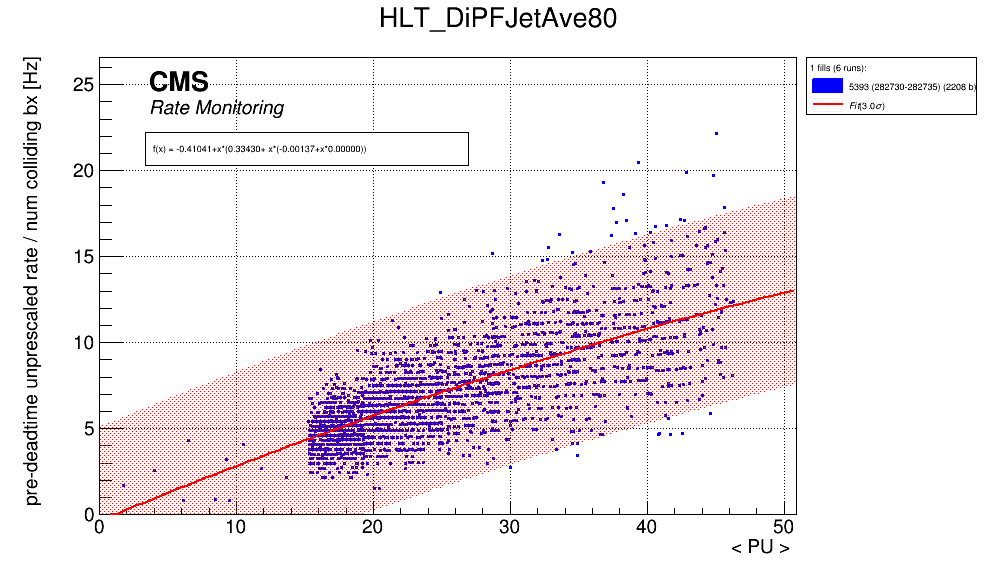 HLT_DiPFJetAve80
pre-deadtime unprescaled rate / num colliding bx [Hz]
CMS
Rate Monitoring
f(x) = -0.41041+x*(0.33430+ x*(-0.00137+x*0.00000))
25
20
15
10
5
0
0 10 20 30 40 50
< PU >
1 fills (6 runs):
5393 (282730-282735) (2208 b)
Fit(3.0σ)